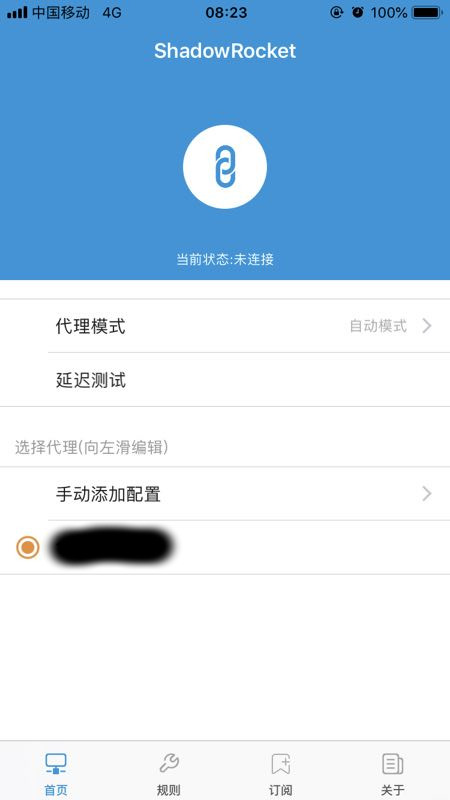 中国移动 4G 08:23 100%
ShadowRocket
当前状态:未连接
代理模式 自动模式
延迟测试
选择代理(向左滑编辑)
手动添加配置
首页 规则 订阅 关于